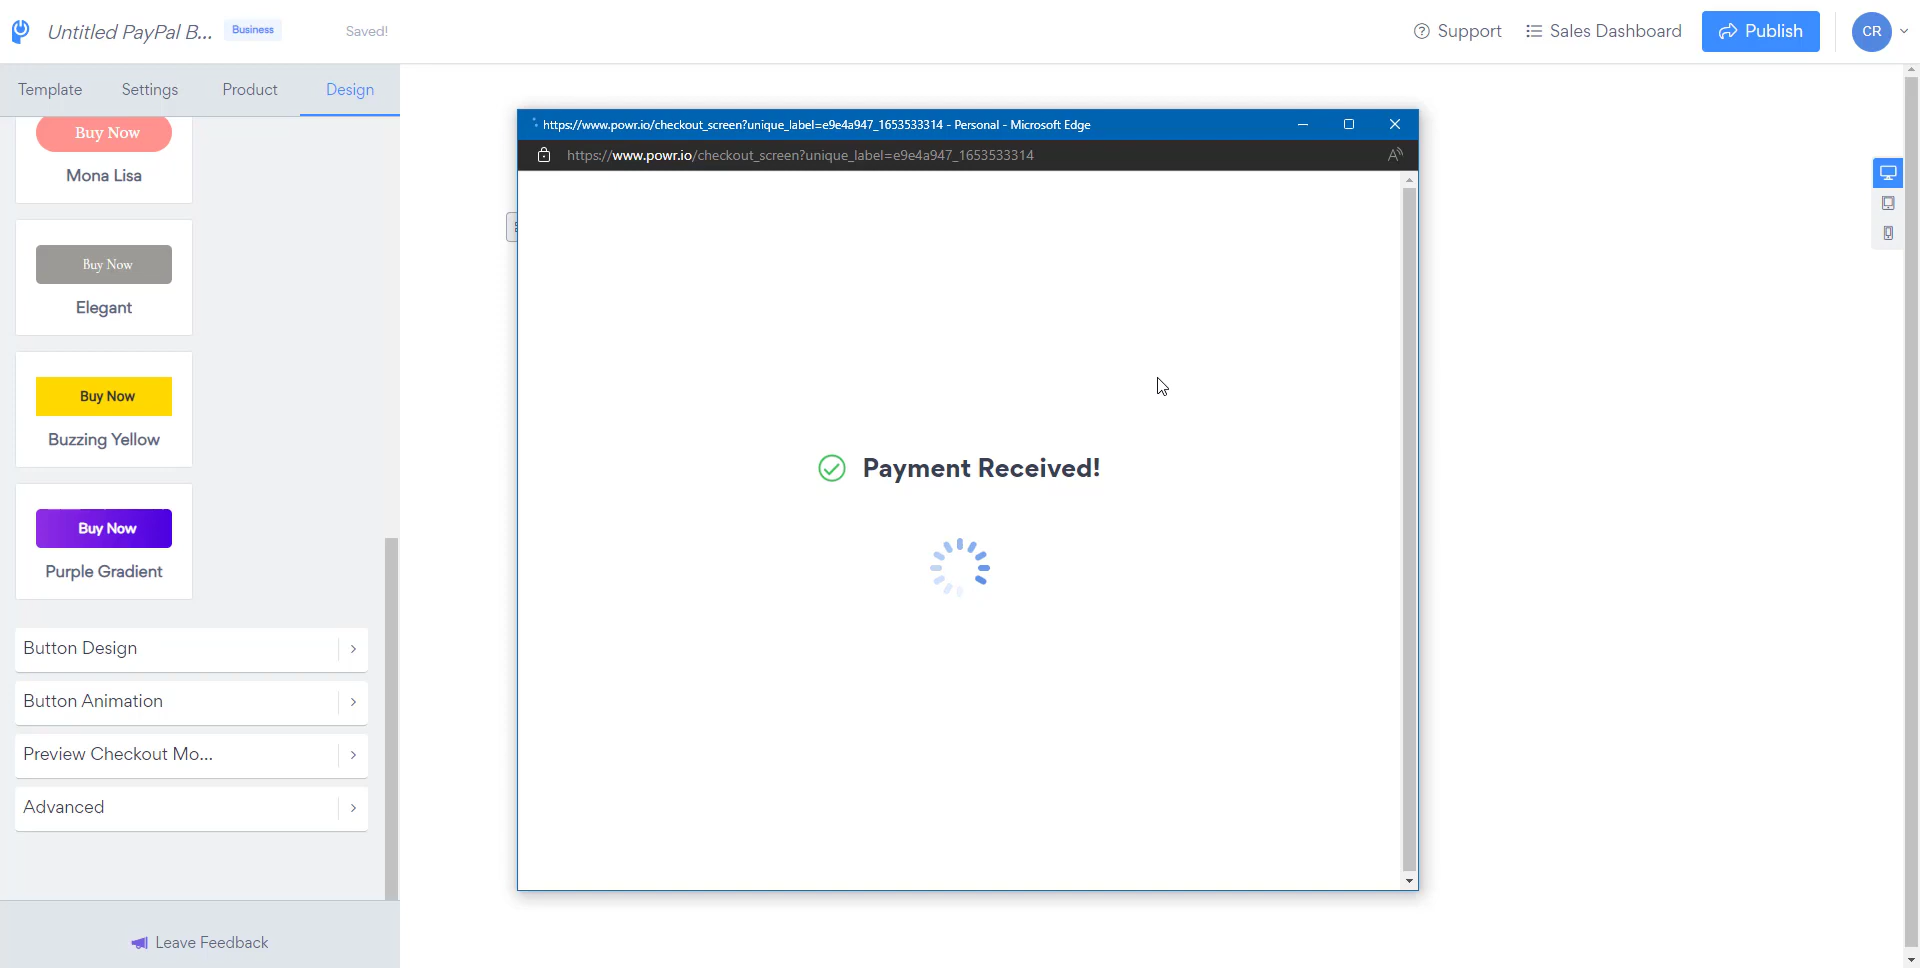 Untitled PayPal B...
Business
Saved!
Support
Sales Dashboard
Publish
CR
Template
Settings
Product
Design
Buy Now
Mona Lisa
Buy Now
Elegant
Buy Now
Buzzing Yellow
Buy Now
Purple Gradient
Button Design
Button Animation
Preview Checkout Mo...
Advanced
Leave Feedback
https://www.powr.io/checkout_screen?unique_label=e9e4a947_1653533314 - Personal - Microsoft Edge
https://www.powr.io/checkout_screen?unique_label=e9e4a947_1653533314
Payment Received!